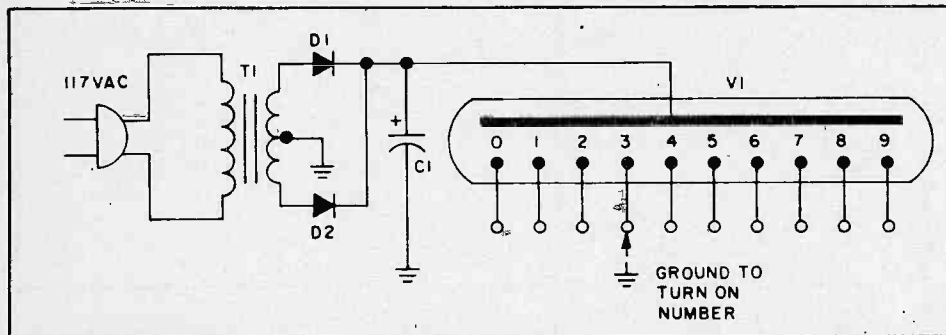 117VAC
T1
D1
D2
+
C1
V1
0 1 2 3 4 5 6 7 8 9
GROUND TO
TURN ON
NUMBER